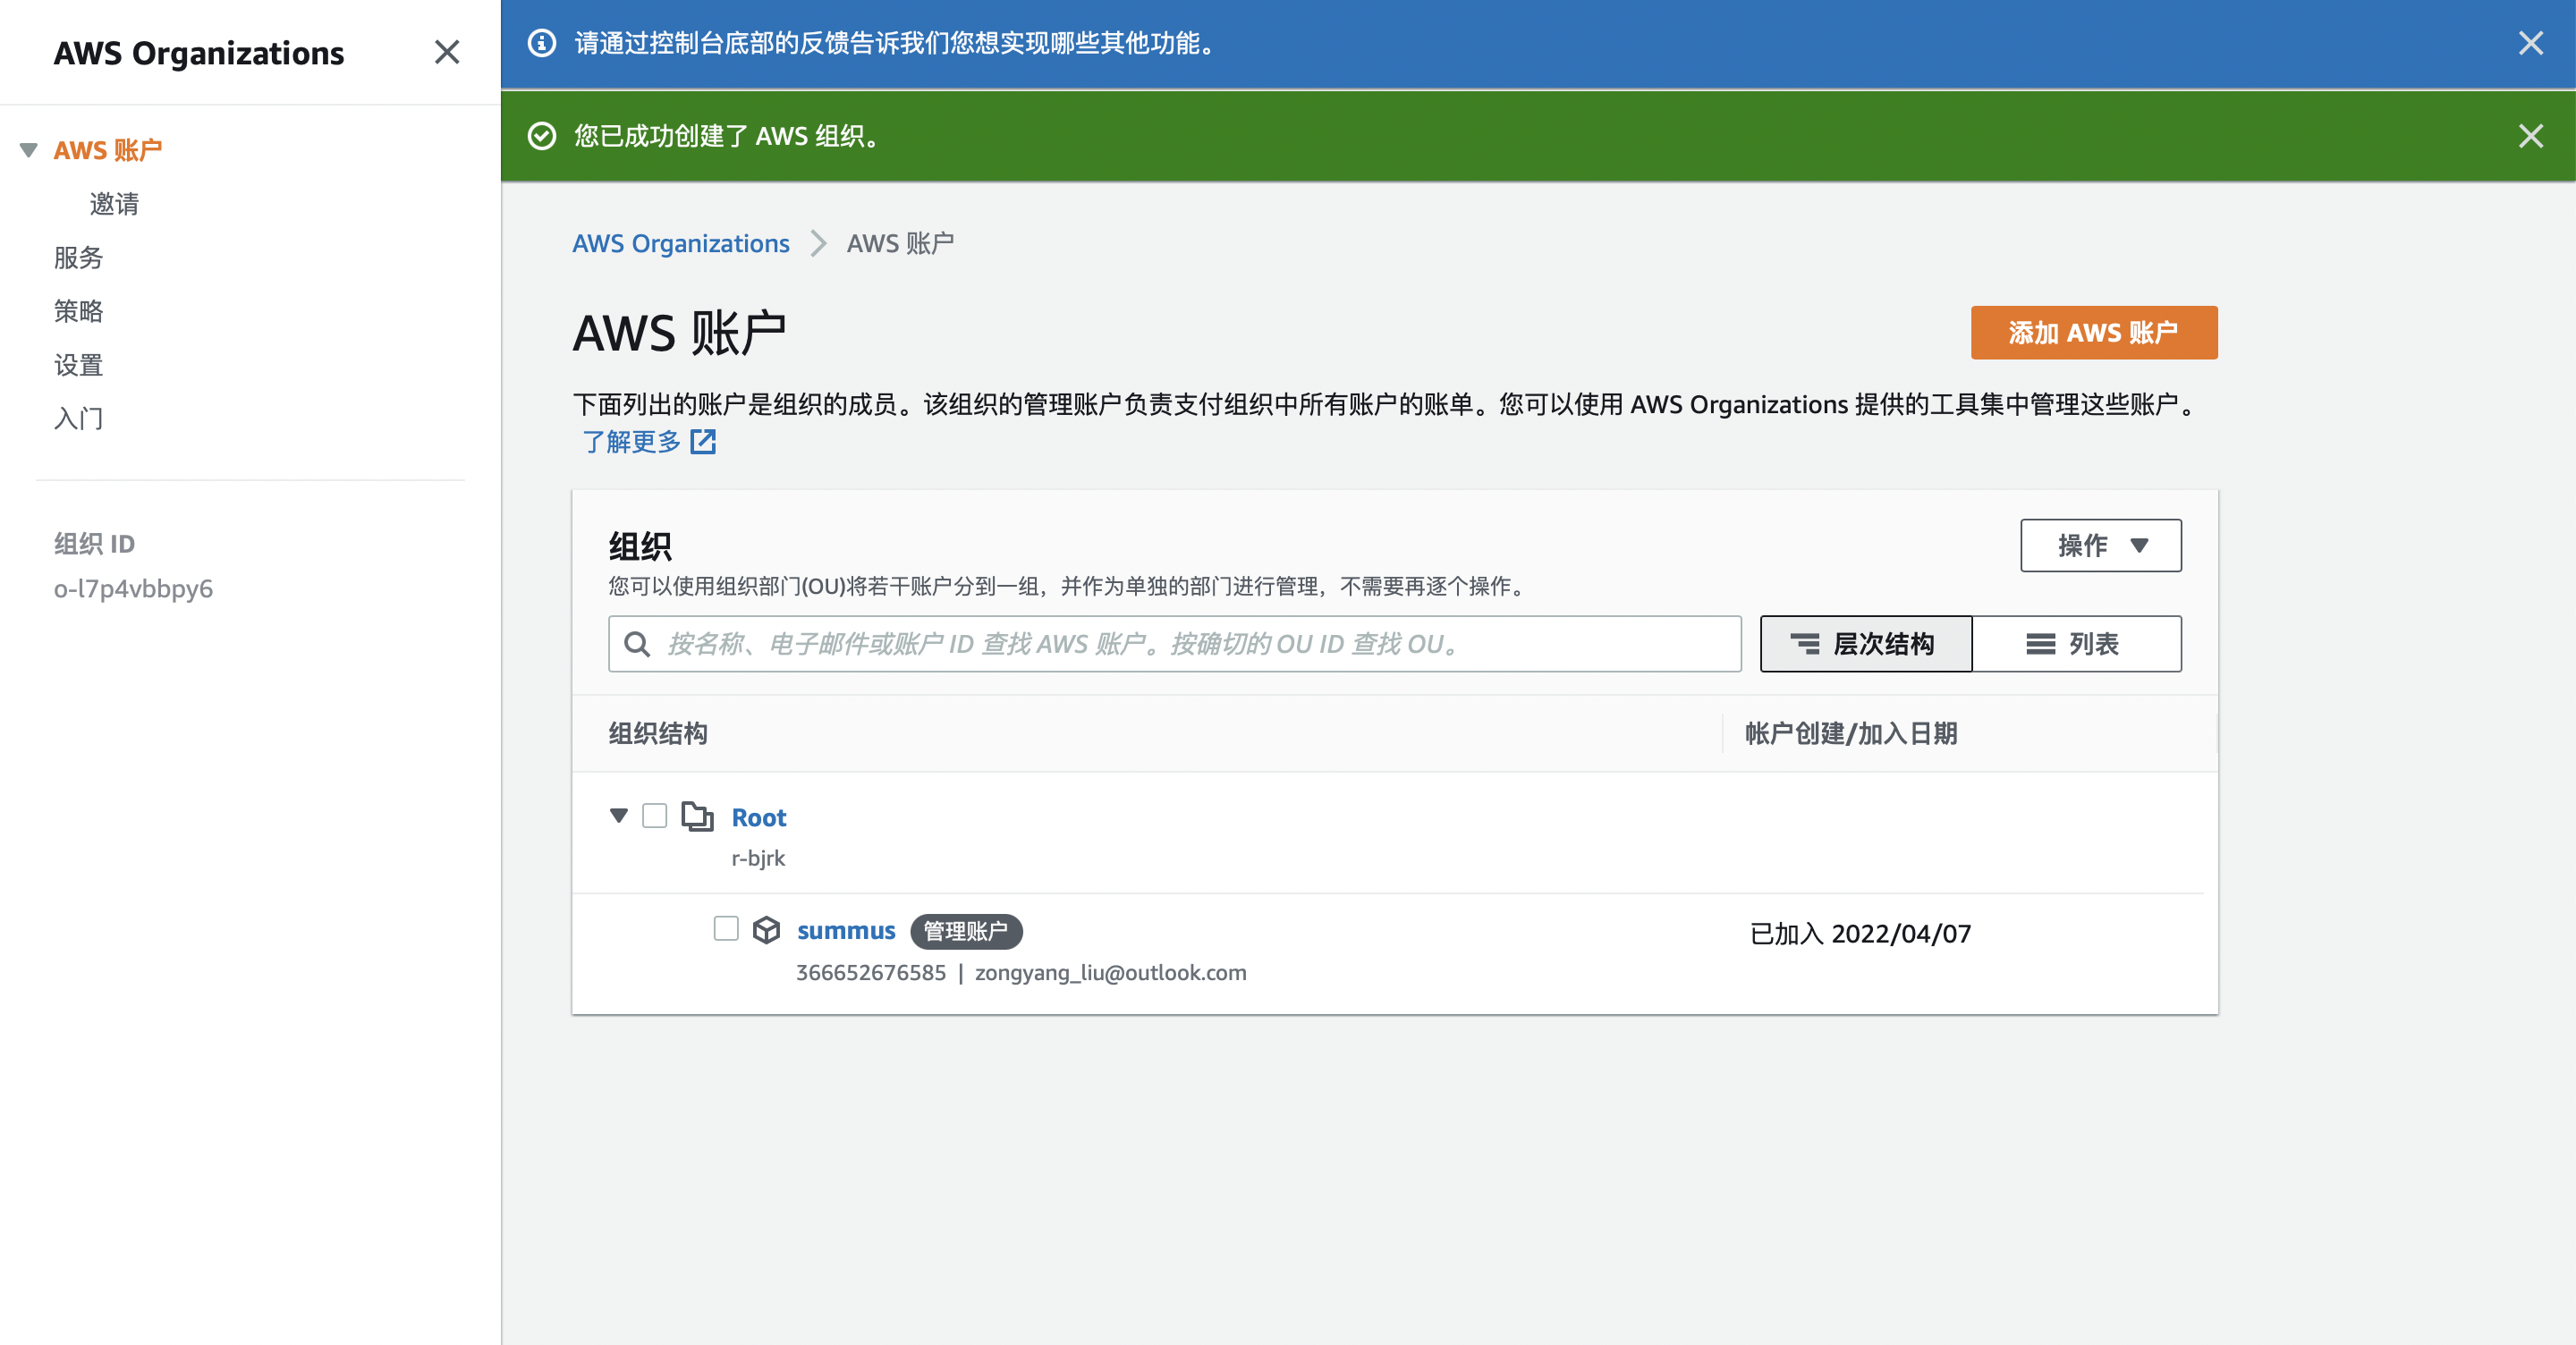 AWS Organizations
AWS 账户
邀请
服务
策略
设置
入门
组织 ID
o-l7p4vbbpy6
请通过控制台底部的反馈告诉我们您想实现哪些其他功能。
您已成功创建了 AWS 组织。
AWS Organizations
AWS 账户
AWS 账户
添加 AWS 账户
下面列出的账户是组织的成员。该组织的管理账户负责支付组织中所有账户的账单。您可以使用 AWS Organizations 提供的工具集中管理这些账户。
了解更多
组织
操作
您可以使用组织部门(OU)将若干账户分到一组，并作为单独的部门进行管理，不需要再逐个操作。
按名称、电子邮件或账户 ID 查找 AWS 账户。按确切的 OU ID 查找 OU。
层次结构
列表
组织结构
帐户创建/加入日期
Root
r-bjrk
summus 管理账户
已加入 2022/04/07
366652676585 | zongyang_liu@outlook.com